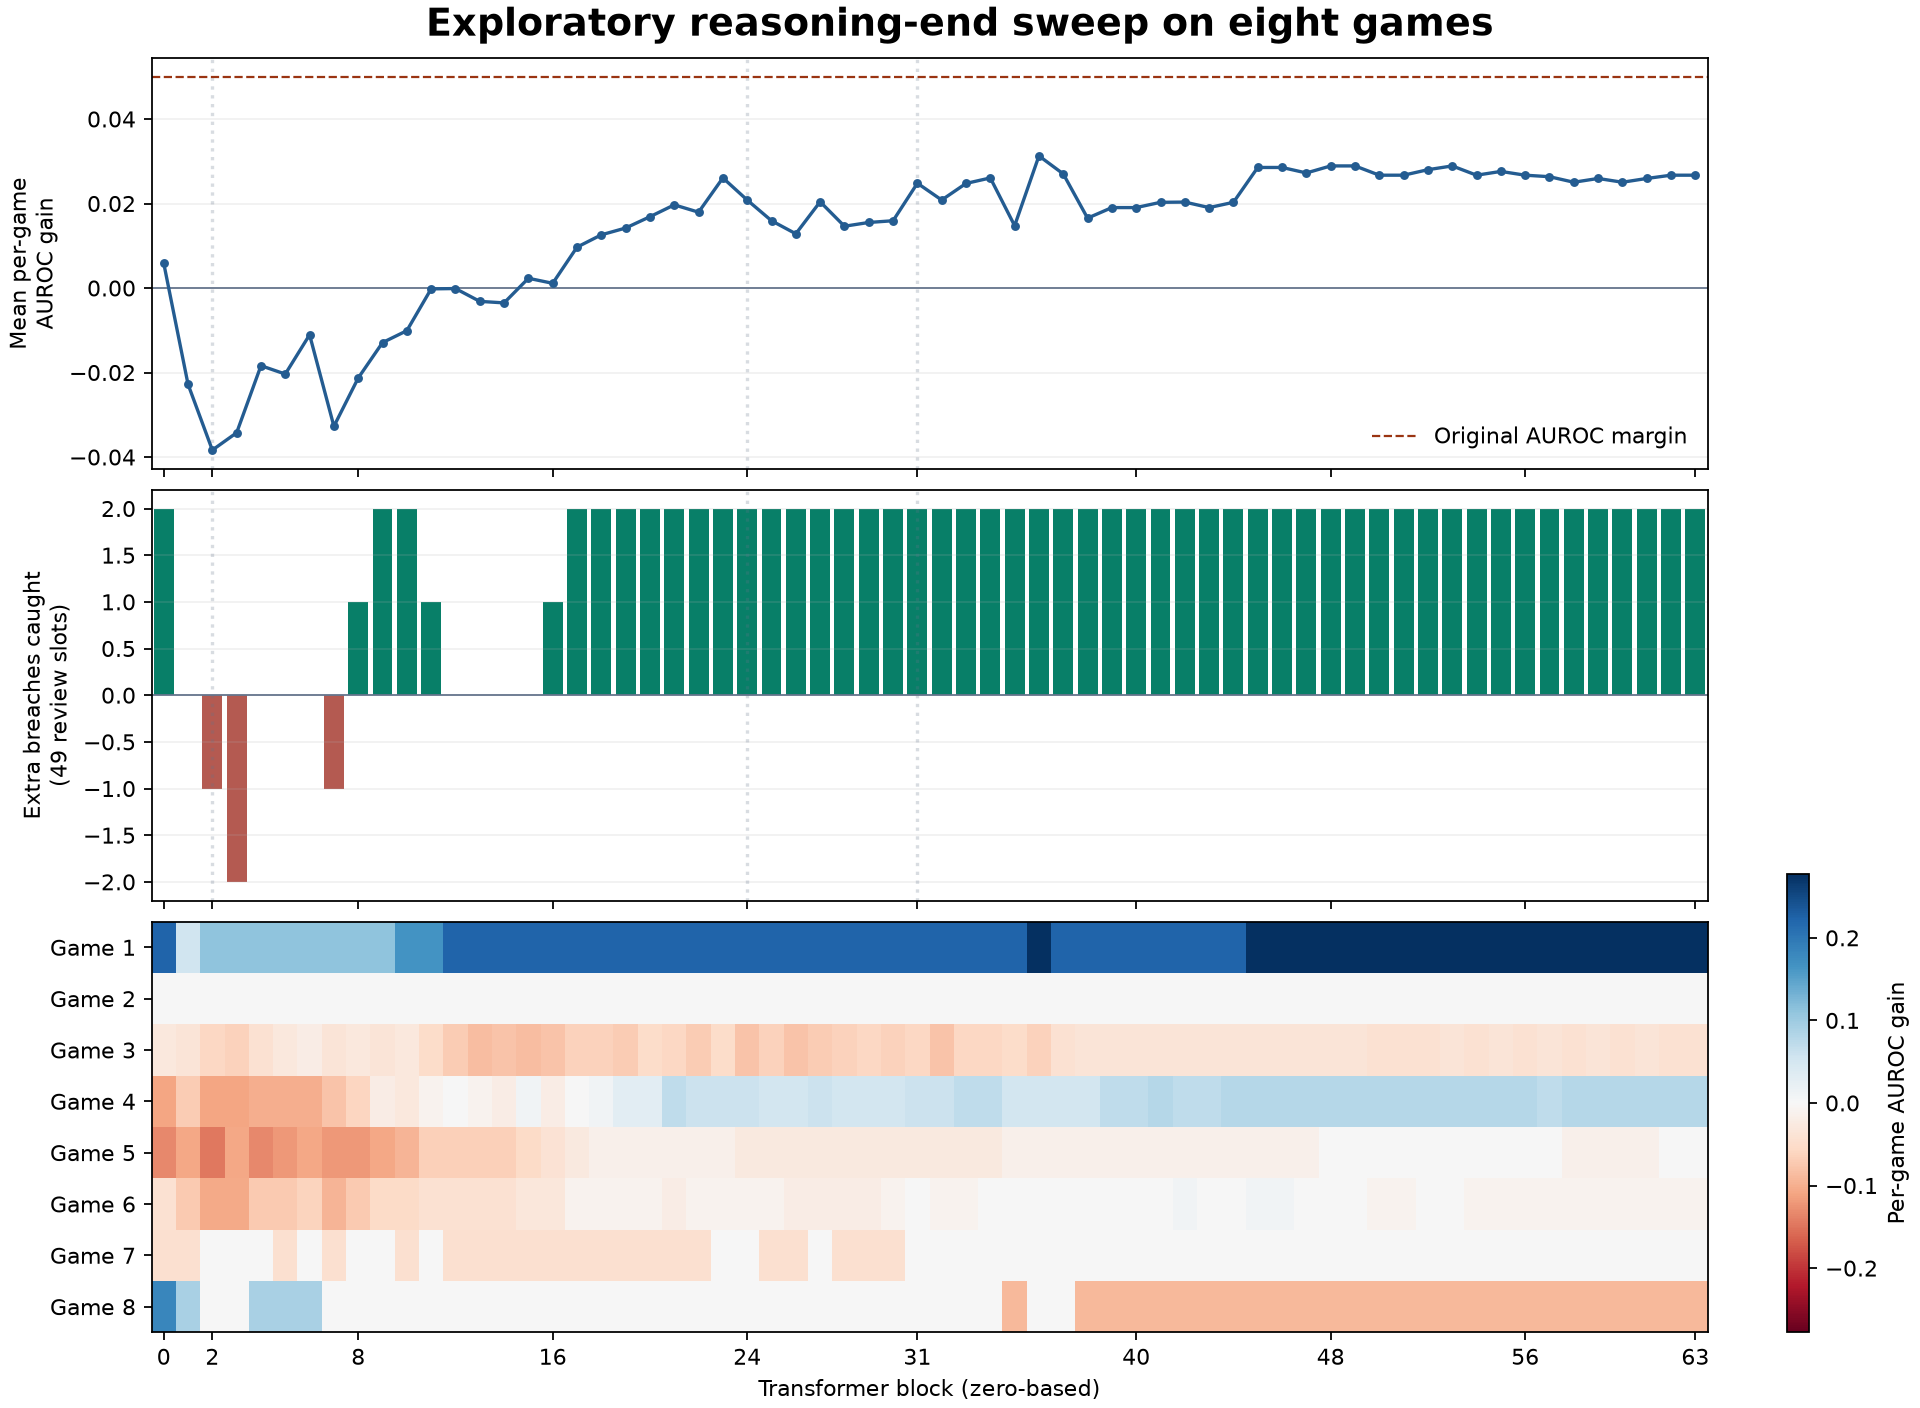 Exploratory reasoning-end sweep on eight games
Mean per-game
AUROC gain
0.04
0.02
0.00
−0.02
−0.04
Original AUROC margin
Extra breaches caught
(49 review slots)
2.0
1.5
1.0
0.5
0.0
−0.5
−1.0
−1.5
−2.0
Game 1
Game 2
Game 3
Game 4
Game 5
Game 6
Game 7
Game 8
0 2 8 16 24 31 40 48 56 63
Transformer block (zero-based)
0.2
0.1
0.0
−0.1
−0.2
Per-game AUROC gain